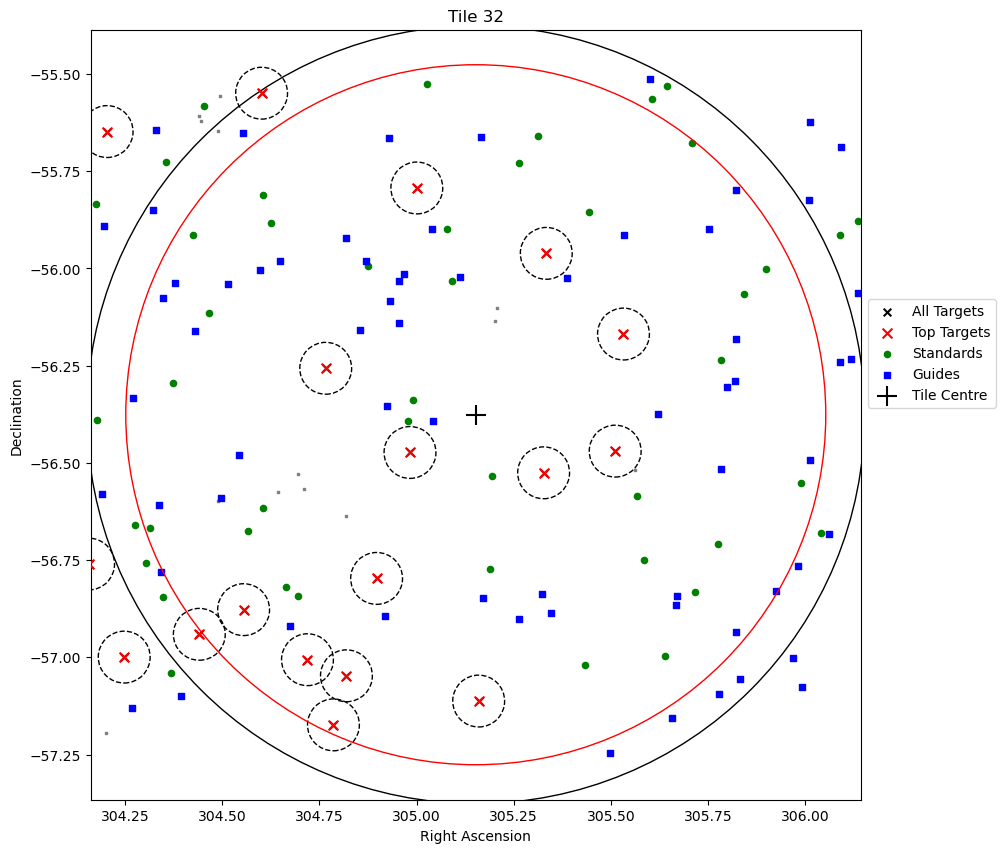 Tile 32
−55.50
−55.75
−56.00
−56.25
−56.50
−56.75
−57.00
−57.25
Declination
304.25 304.50 304.75 305.00 305.25 305.50 305.75 306.00
Right Ascension
All Targets
Top Targets
Standards
Guides
Tile Centre